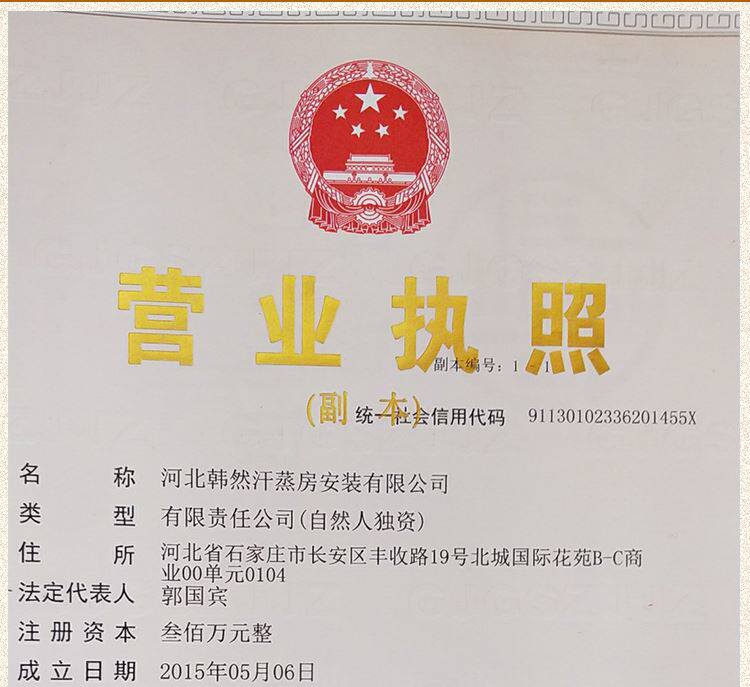 营业执照
副本编号：1 - 1
(副 本)
统一社会信用代码 91130102336201455X
名称 河北韩然汗蒸房安装有限公司
类型 有限责任公司(自然人独资)
住所 河北省石家庄市长安区丰收路19号北城国际花苑B-C商
业00单元0104
法定代表人 郭国宾
注册资本 叁佰万元整
成立日期 2015年05月06日